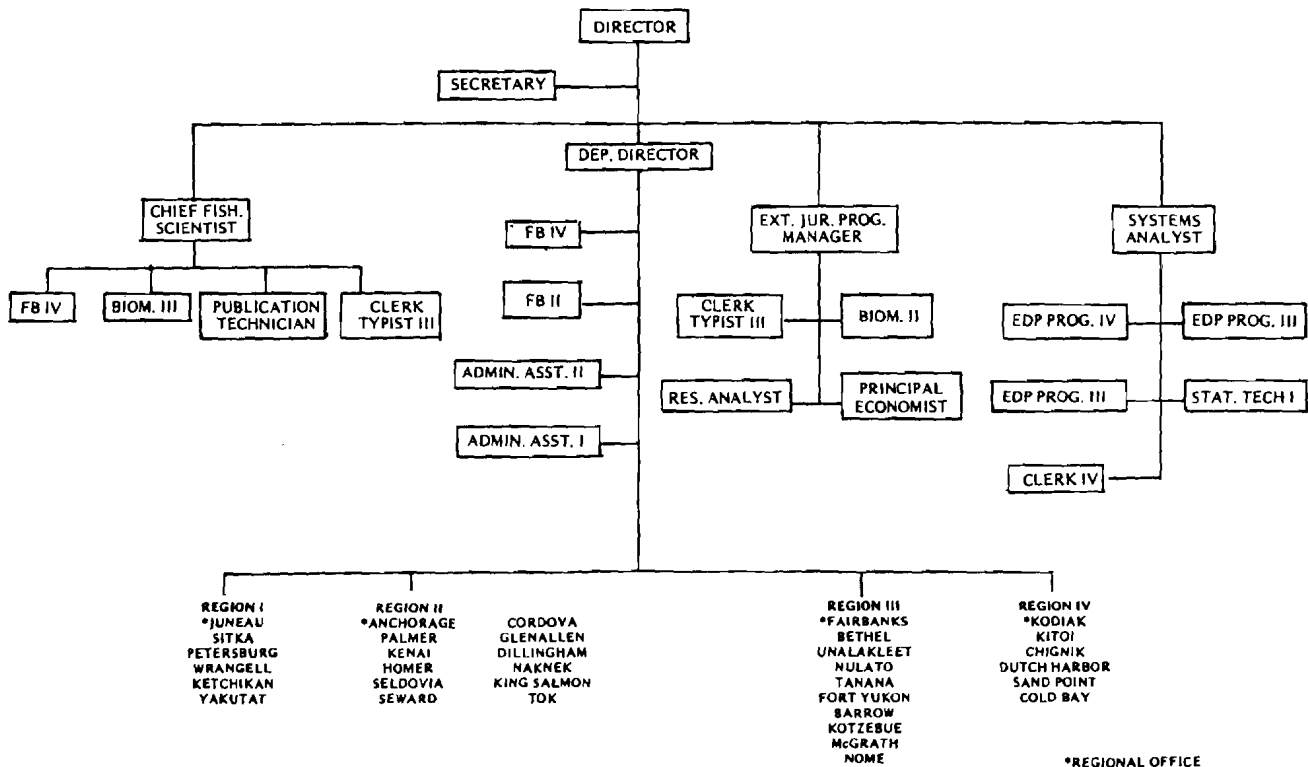 DIRECTOR
SECRETARY
DEP. DIRECTOR
CHIEF FISH.
SCIENTIST
FB IV
BIOM. III
PUBLICATION
TECHNICIAN
CLERK
TYPIST III
FB IV
FB II
ADMIN. ASST. II
ADMIN. ASST. I
EXT. JUR. PROG.
MANAGER
CLERK
TYPIST III
BIOM. II
RES. ANALYST
PRINCIPAL
ECONOMIST
SYSTEMS
ANALYST
EDP PROG. IV
EDP PROG. III
EDP PROG. III
STAT. TECH I
CLERK IV
REGION I
*JUNEAU
SITKA
PETERSBURG
WRANGELL
KETCHIKAN
YAKUTAT
REGION II
*ANCHORAGE
PALMER
KENAI
HOMER
SELDOVIA
SEWARD
CORDOVA
GLENALLEN
DILLINGHAM
NAKNEK
KING SALMON
TOK
REGION III
*FAIRBANKS
BETHEL
UNALAKLEET
NULATO
TANANA
FORT YUKON
BARROW
KOTZEBUE
McGRATH
NOME
REGION IV
*KODIAK
KITOI
CHIGNIK
DUTCH HARBOR
SAND POINT
COLD BAY
*REGIONAL OFFICE